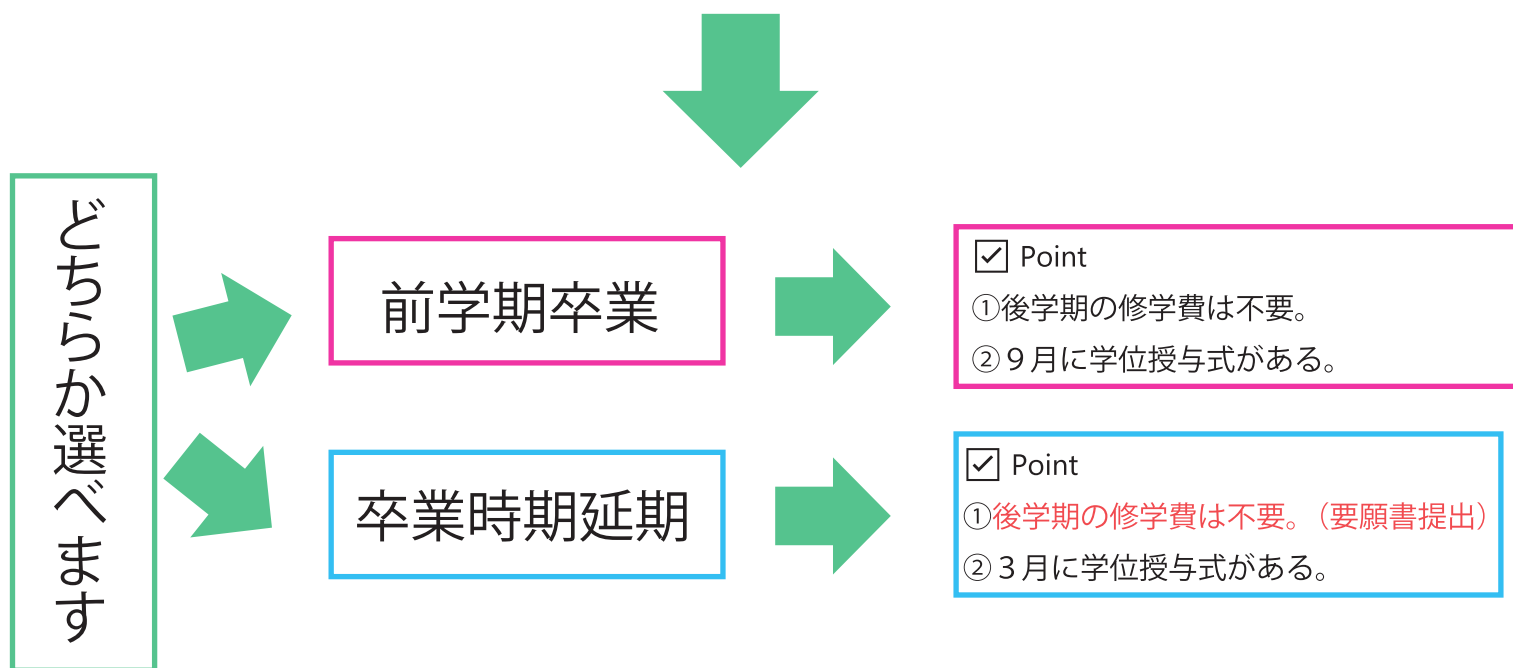 どちらか選べます
前学期卒業
☑ Point
①後学期の修学費は不要。
②９月に学位授与式がある。
卒業時期延期
☑ Point
①後学期の修学費は不要。（要願書提出）
②３月に学位授与式がある。